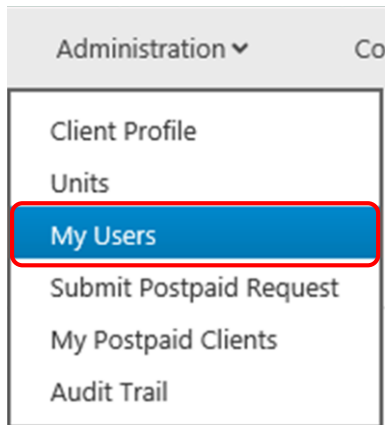 Administration Co
Client Profile
Units
My Users
Submit Postpaid Request
My Postpaid Clients
Audit Trail